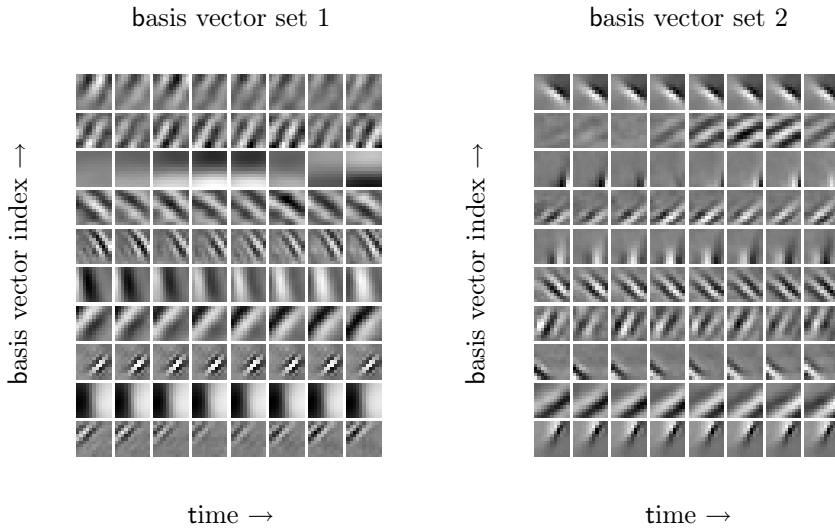 basis vector set 1
basis vector index →
time →
basis vector set 2
basis vector index →
time →